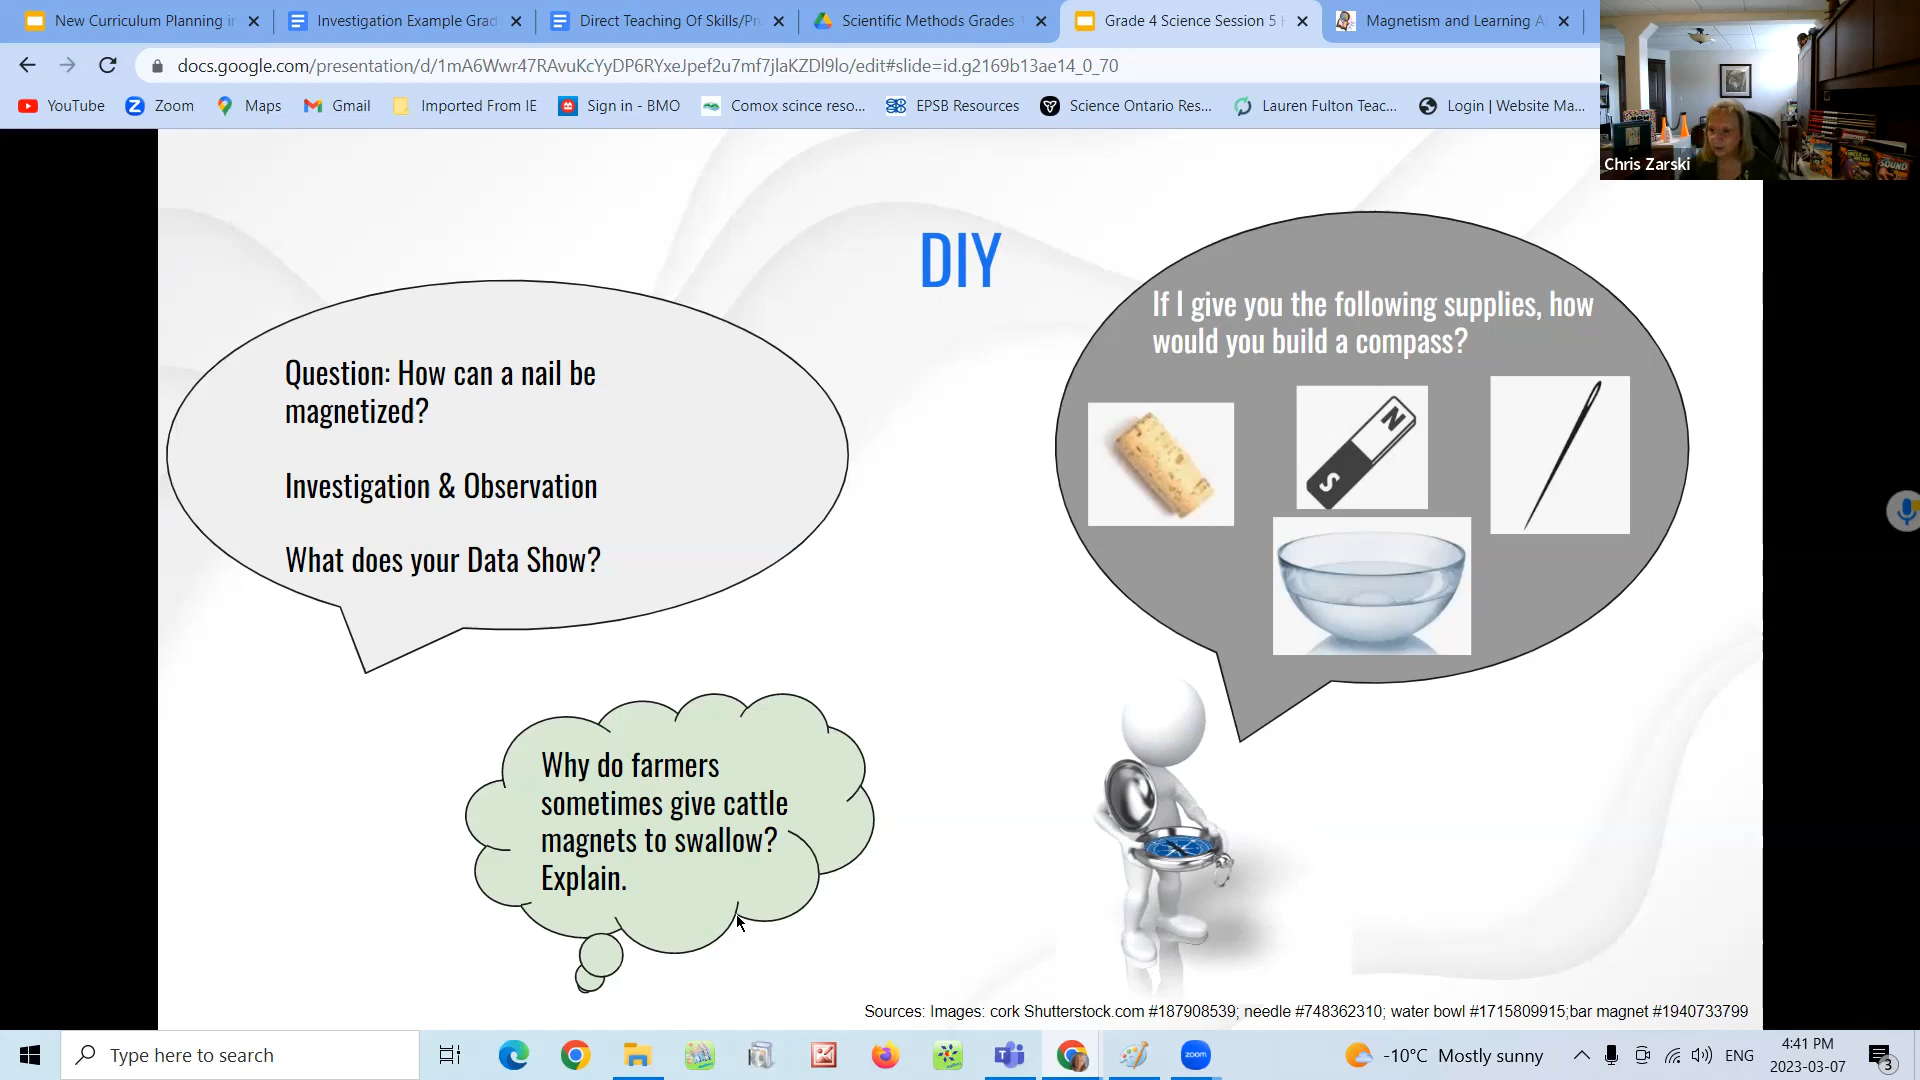 New Curriculum Planning in
Investigation Example Grad
Direct Teaching Of Skills/Pr
Scientific Methods Grades 
Grade 4 Science Session 5
Magnetism and Learning A
docs.google.com/presentation/d/1mA6Wwr47RAvuKcYyDP6RYxeJpef2u7mf7jlaKZDl9lo/edit#slide=id.g2169b13ae14_0_70
YouTube Zoom Maps Gmail Imported From IE Sign in - BMO Comox scince reso... EPSB Resources Science Ontario Res... Lauren Fulton Teac... Login | Website Ma...
Chris Zarski
DIY
Question: How can a nail be
magnetized?
Investigation & Observation
What does your Data Show?
If I give you the following supplies, how
would you build a compass?
N
S
Why do farmers
sometimes give cattle
magnets to swallow?
Explain.
Sources: Images: cork Shutterstock.com #187908539; needle #748362310; water bowl #1715809915;bar magnet #1940733799
Type here to search
zoom
-10°C Mostly sunny
ENG
4:41 PM
2023-03-07
3